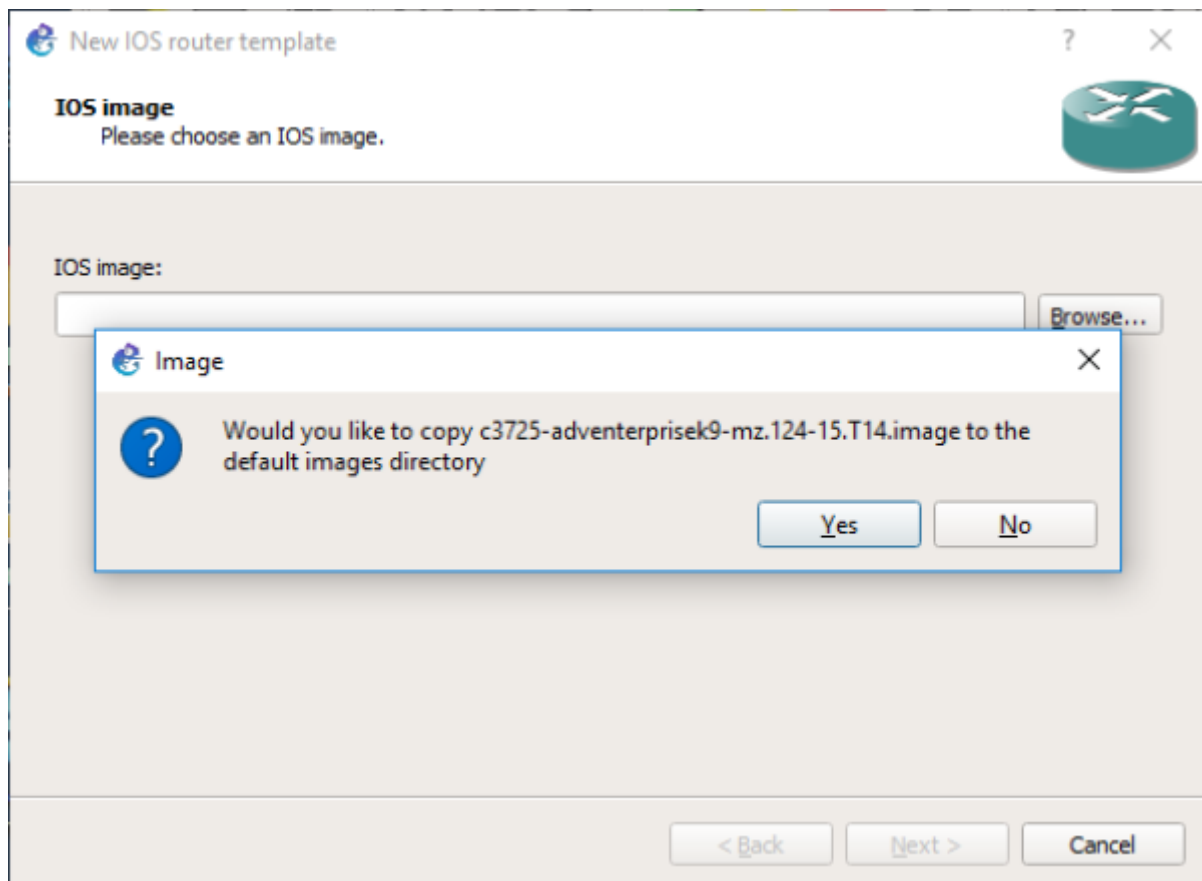 New IOS router template
?
IOS image
Please choose an IOS image.
IOS image:
Browse...
Image
?
Would you like to copy c3725-adventerprisek9-mz.124-15.T14.image to the
default images directory
Yes
No
< Back
Next >
Cancel